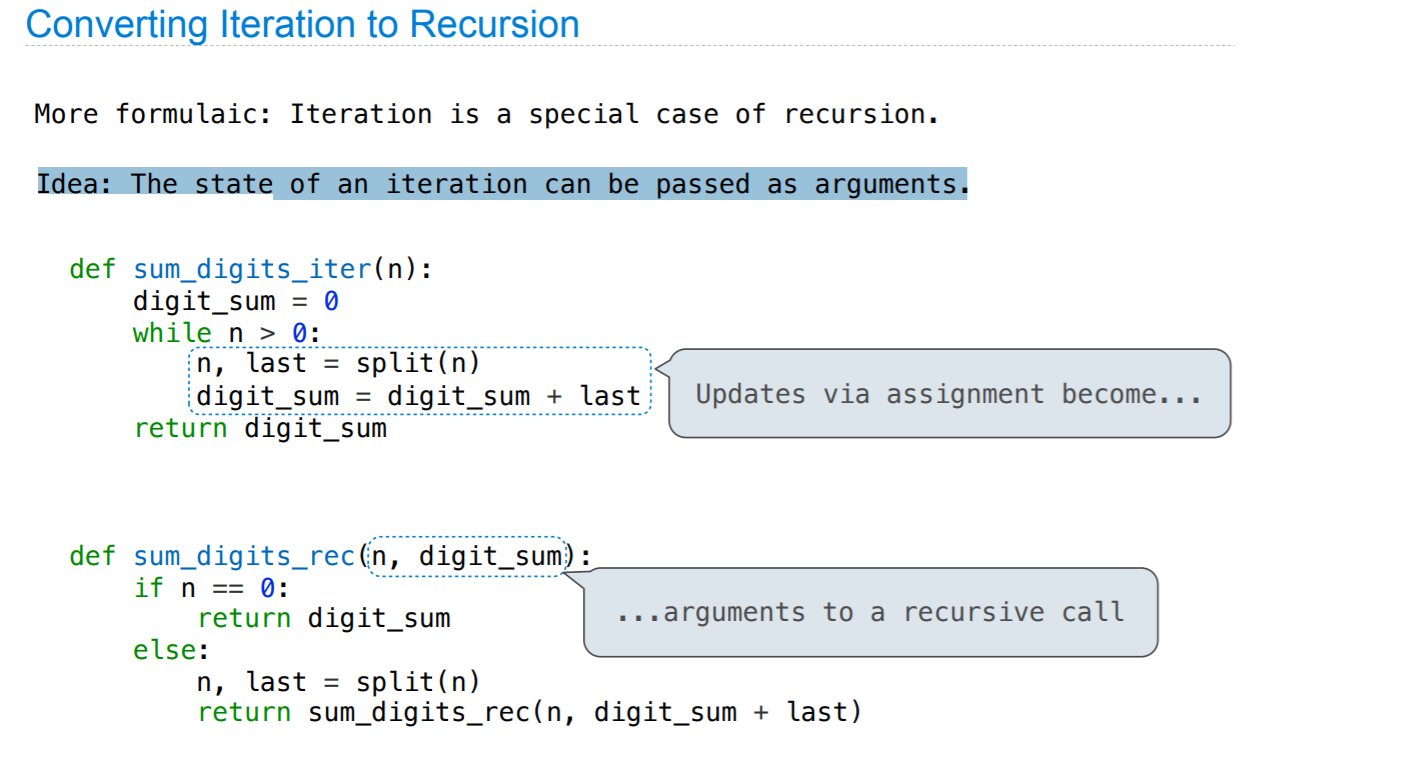 Converting Iteration to Recursion
More formulaic: Iteration is a special case of recursion.
Idea: The state of an iteration can be passed as arguments.
def sum_digits_iter(n):
    digit_sum = 0
    while n > 0:
        n, last = split(n)
        digit_sum = digit_sum + last
    return digit_sum
Updates via assignment become...
def sum_digits_rec(n, digit_sum):
    if n == 0:
        return digit_sum
    else:
        n, last = split(n)
        return sum_digits_rec(n, digit_sum + last)
...arguments to a recursive call